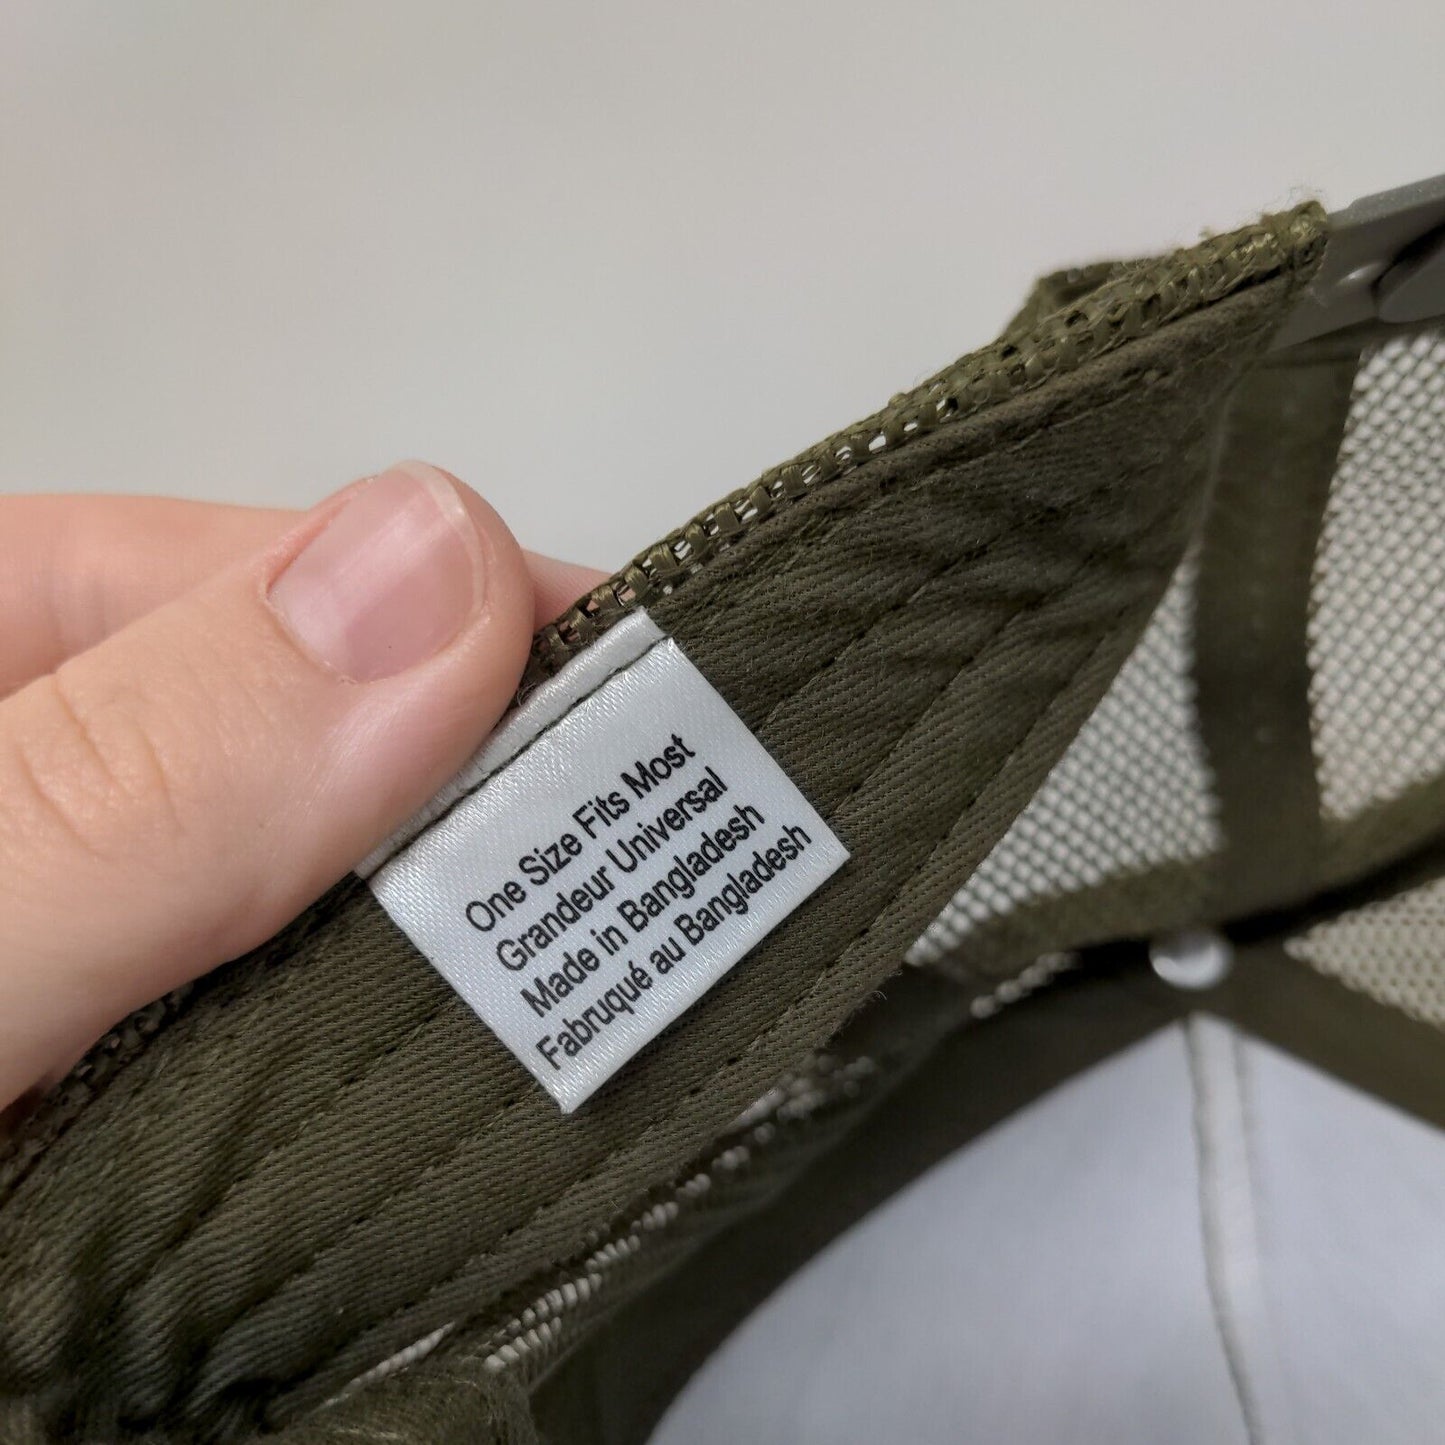 One Size Fits Most
Grandeur Universal
Made in Bangladesh
Fabruqué au Bangladesh